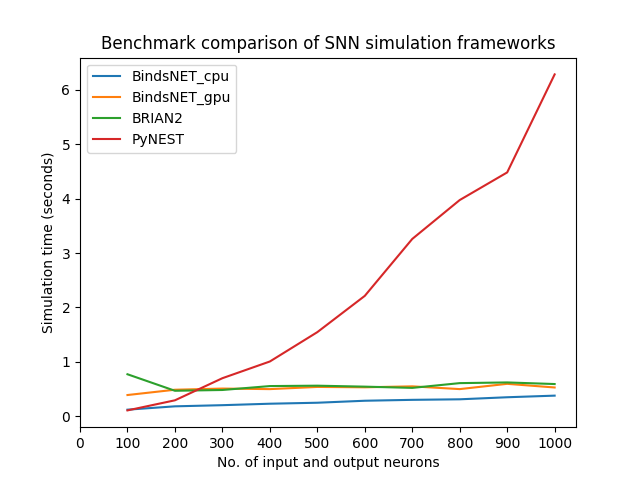 Benchmark comparison of SNN simulation frameworks
BindsNET_cpu
BindsNET_gpu
BRIAN2
PyNEST
Simulation time (seconds)
6
5
4
3
2
1
0
0 100 200 300 400 500 600 700 800 900 1000
No. of input and output neurons